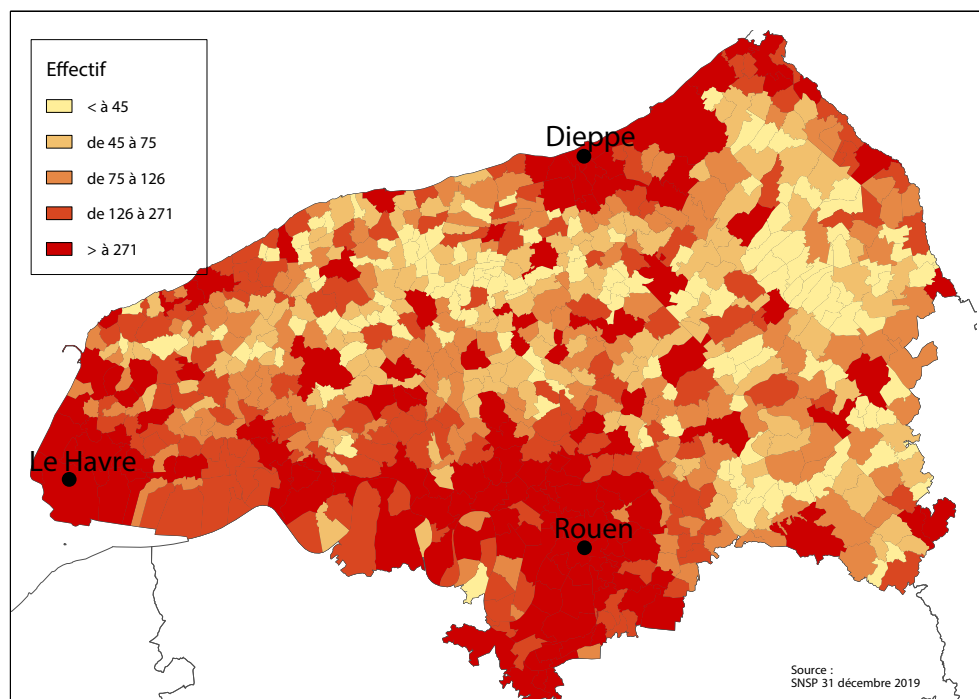 Effectif
< à 45
de 45 à 75
de 75 à 126
de 126 à 271
> à 271
Dieppe
Le Havre
Rouen
Source :
SNSP 31 décembre 2019